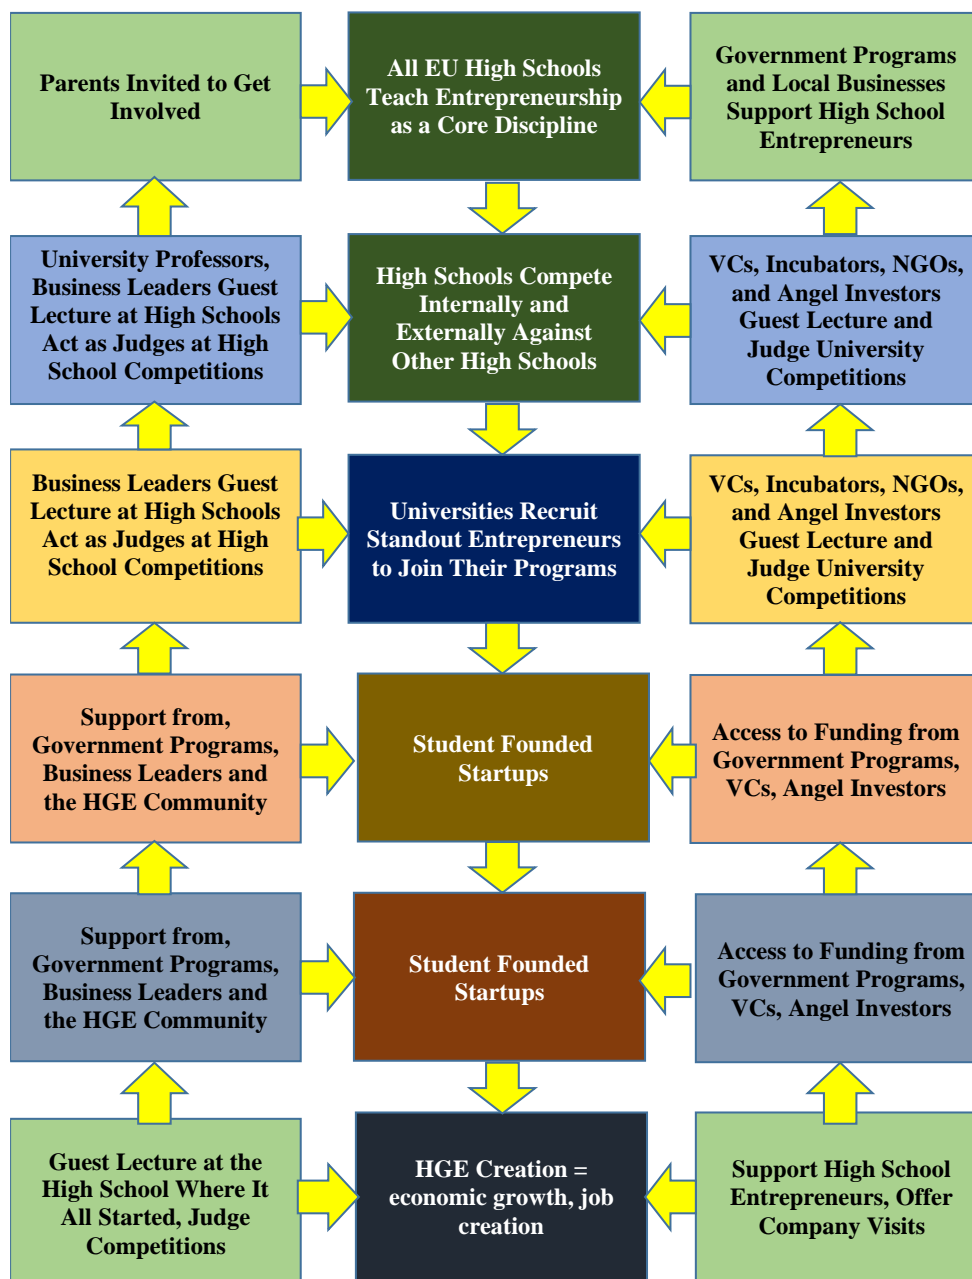 Parents Invited to Get
Involved
All EU High Schools
Teach Entrepreneurship
as a Core Discipline
Government Programs
and Local Businesses
Support High School
Entrepreneurs
University Professors,
Business Leaders Guest
Lecture at High Schools
Act as Judges at High
School Competitions
High Schools Compete
Internally and
Externally Against
Other High Schools
VCs, Incubators, NGOs,
and Angel Investors
Guest Lecture and
Judge University
Competitions
Business Leaders Guest
Lecture at High Schools
Act as Judges at High
School Competitions
Universities Recruit
Standout Entrepreneurs
to Join Their Programs
VCs, Incubators, NGOs,
and Angel Investors
Guest Lecture and
Judge University
Competitions
Support from,
Government Programs,
Business Leaders and
the HGE Community
Student Founded
Startups
Access to Funding from
Government Programs,
VCs, Angel Investors
Support from,
Government Programs,
Business Leaders and
the HGE Community
Student Founded
Startups
Access to Funding from
Government Programs,
VCs, Angel Investors
Guest Lecture at the
High School Where It
All Started, Judge
Competitions
HGE Creation =
economic growth, job
creation
Support High School
Entrepreneurs, Offer
Company Visits